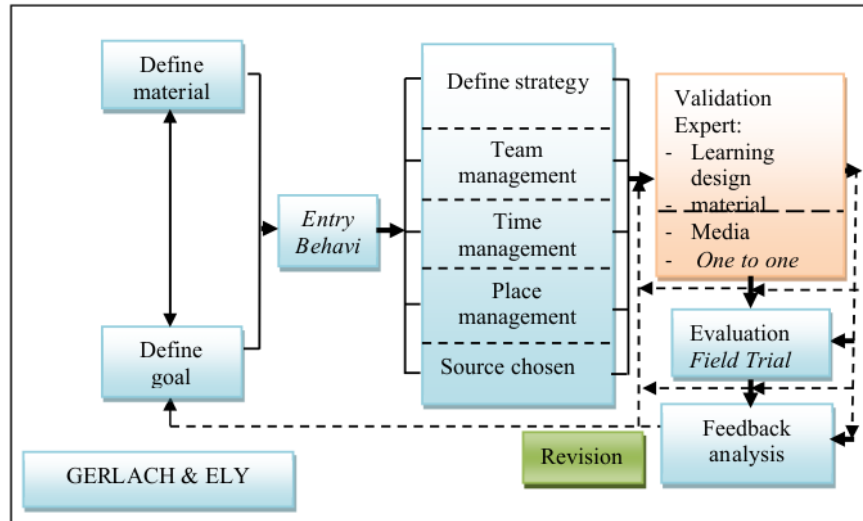 Define
material
Define
goal
Entry
Behavi
Define strategy
Team
management
Time
management
Place
management
Source chosen
Validation
Expert:
- Learning
design
- material
- Media
- One to one
Evaluation
Field Trial
Feedback
analysis
Revision
GERLACH & ELY